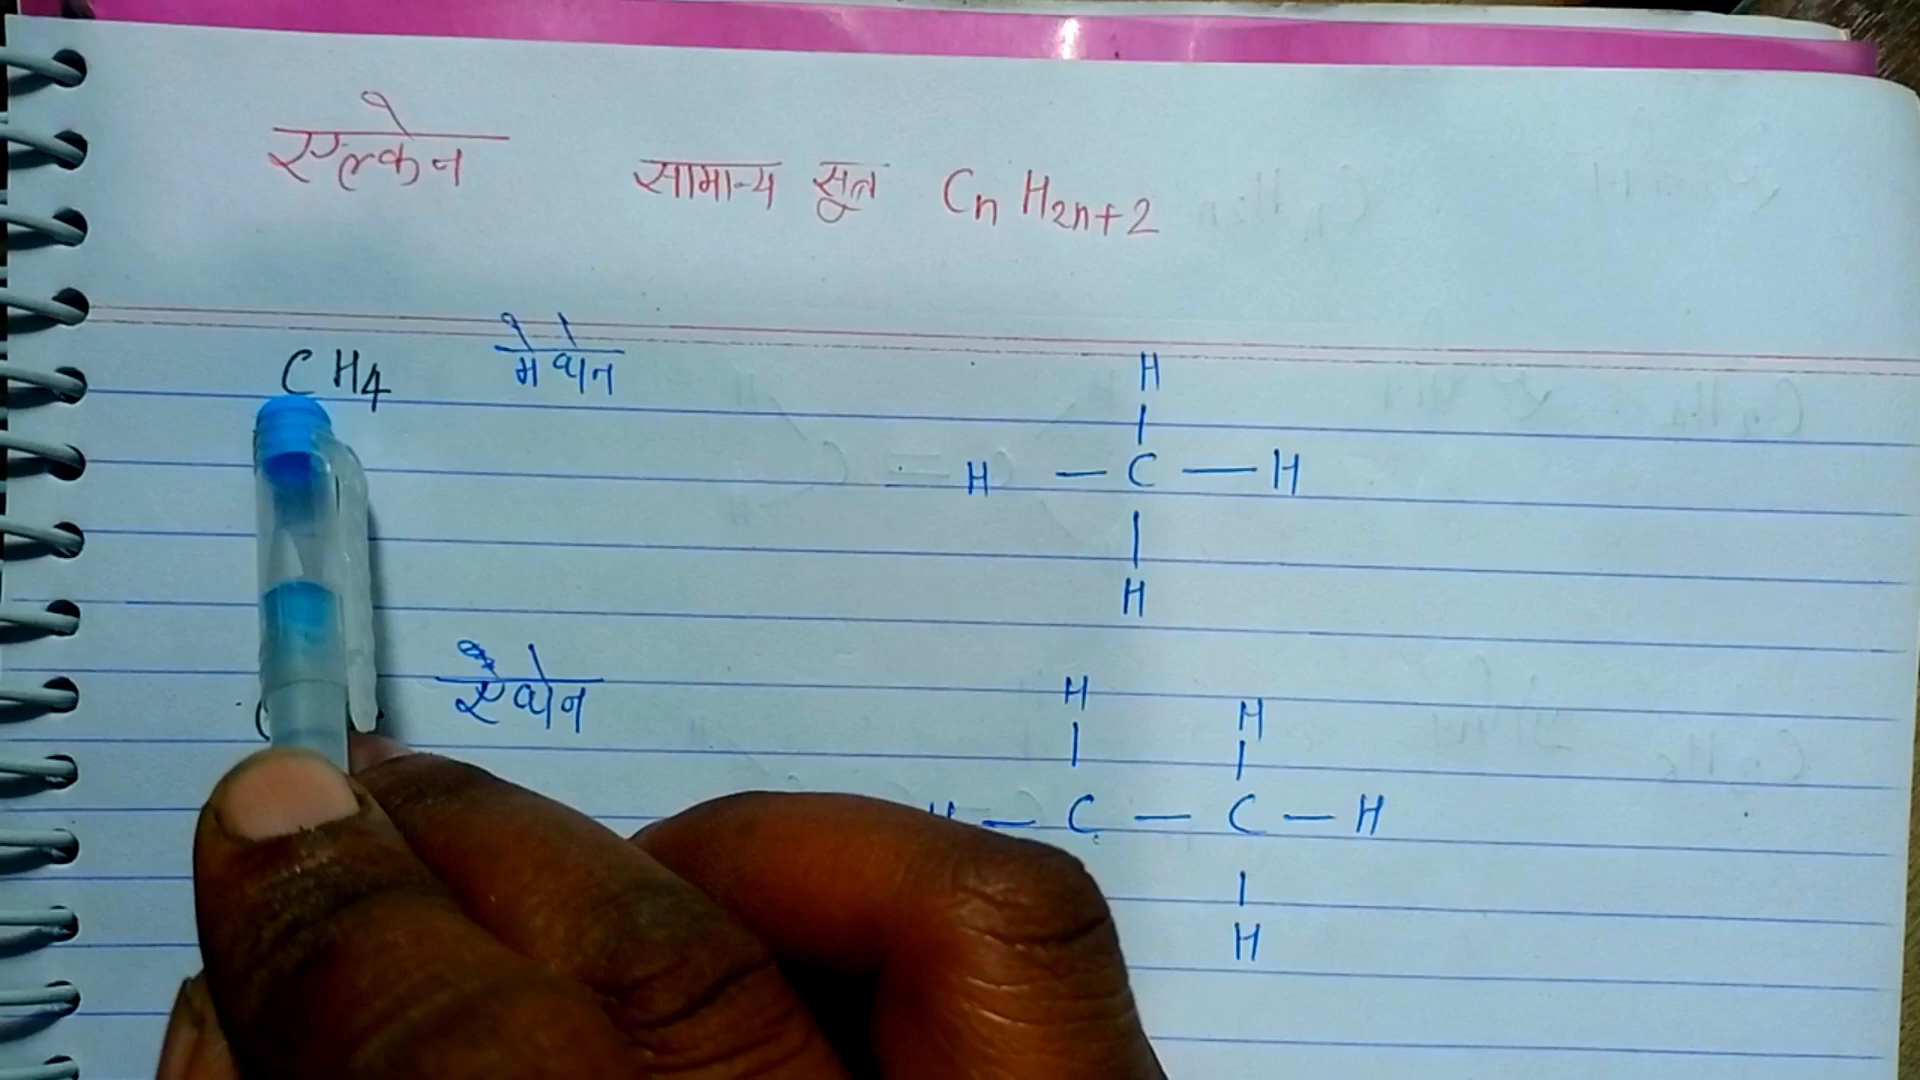 एल्केन सामान्य सूत्र CnH2n+2
CH4 मेथेन
H
H — C — H
H
एथेन
H H
H — C — C — H
H